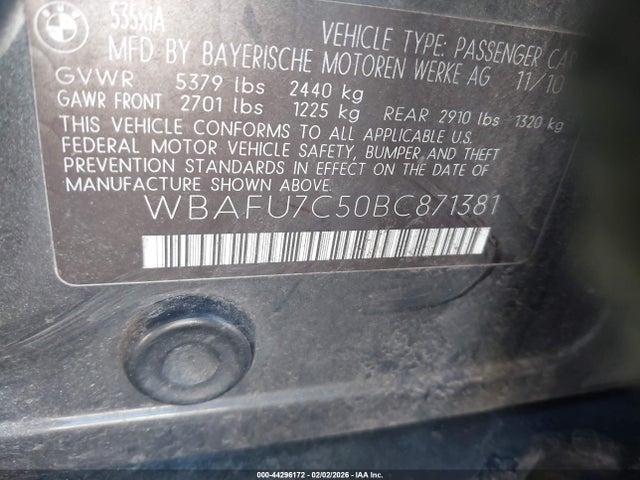 BMW
535xiA
VEHICLE TYPE: PASSENGER CAR
MFD BY BAYERISCHE MOTOREN WERKE AG 11/10
GVWR 5379 lbs 2440 kg
GAWR FRONT 2701 lbs 1225 kg REAR 2910 lbs 1320 kg
THIS VEHICLE CONFORMS TO ALL APPLICABLE U.S.
FEDERAL MOTOR VEHICLE SAFETY, BUMPER AND THEFT
PREVENTION STANDARDS IN EFFECT ON THE DATE OF
MANUFACTURE SHOWN ABOVE.
WBAFU7C50BC871381
000-44296172 - 02/02/2026 - IAA Inc.